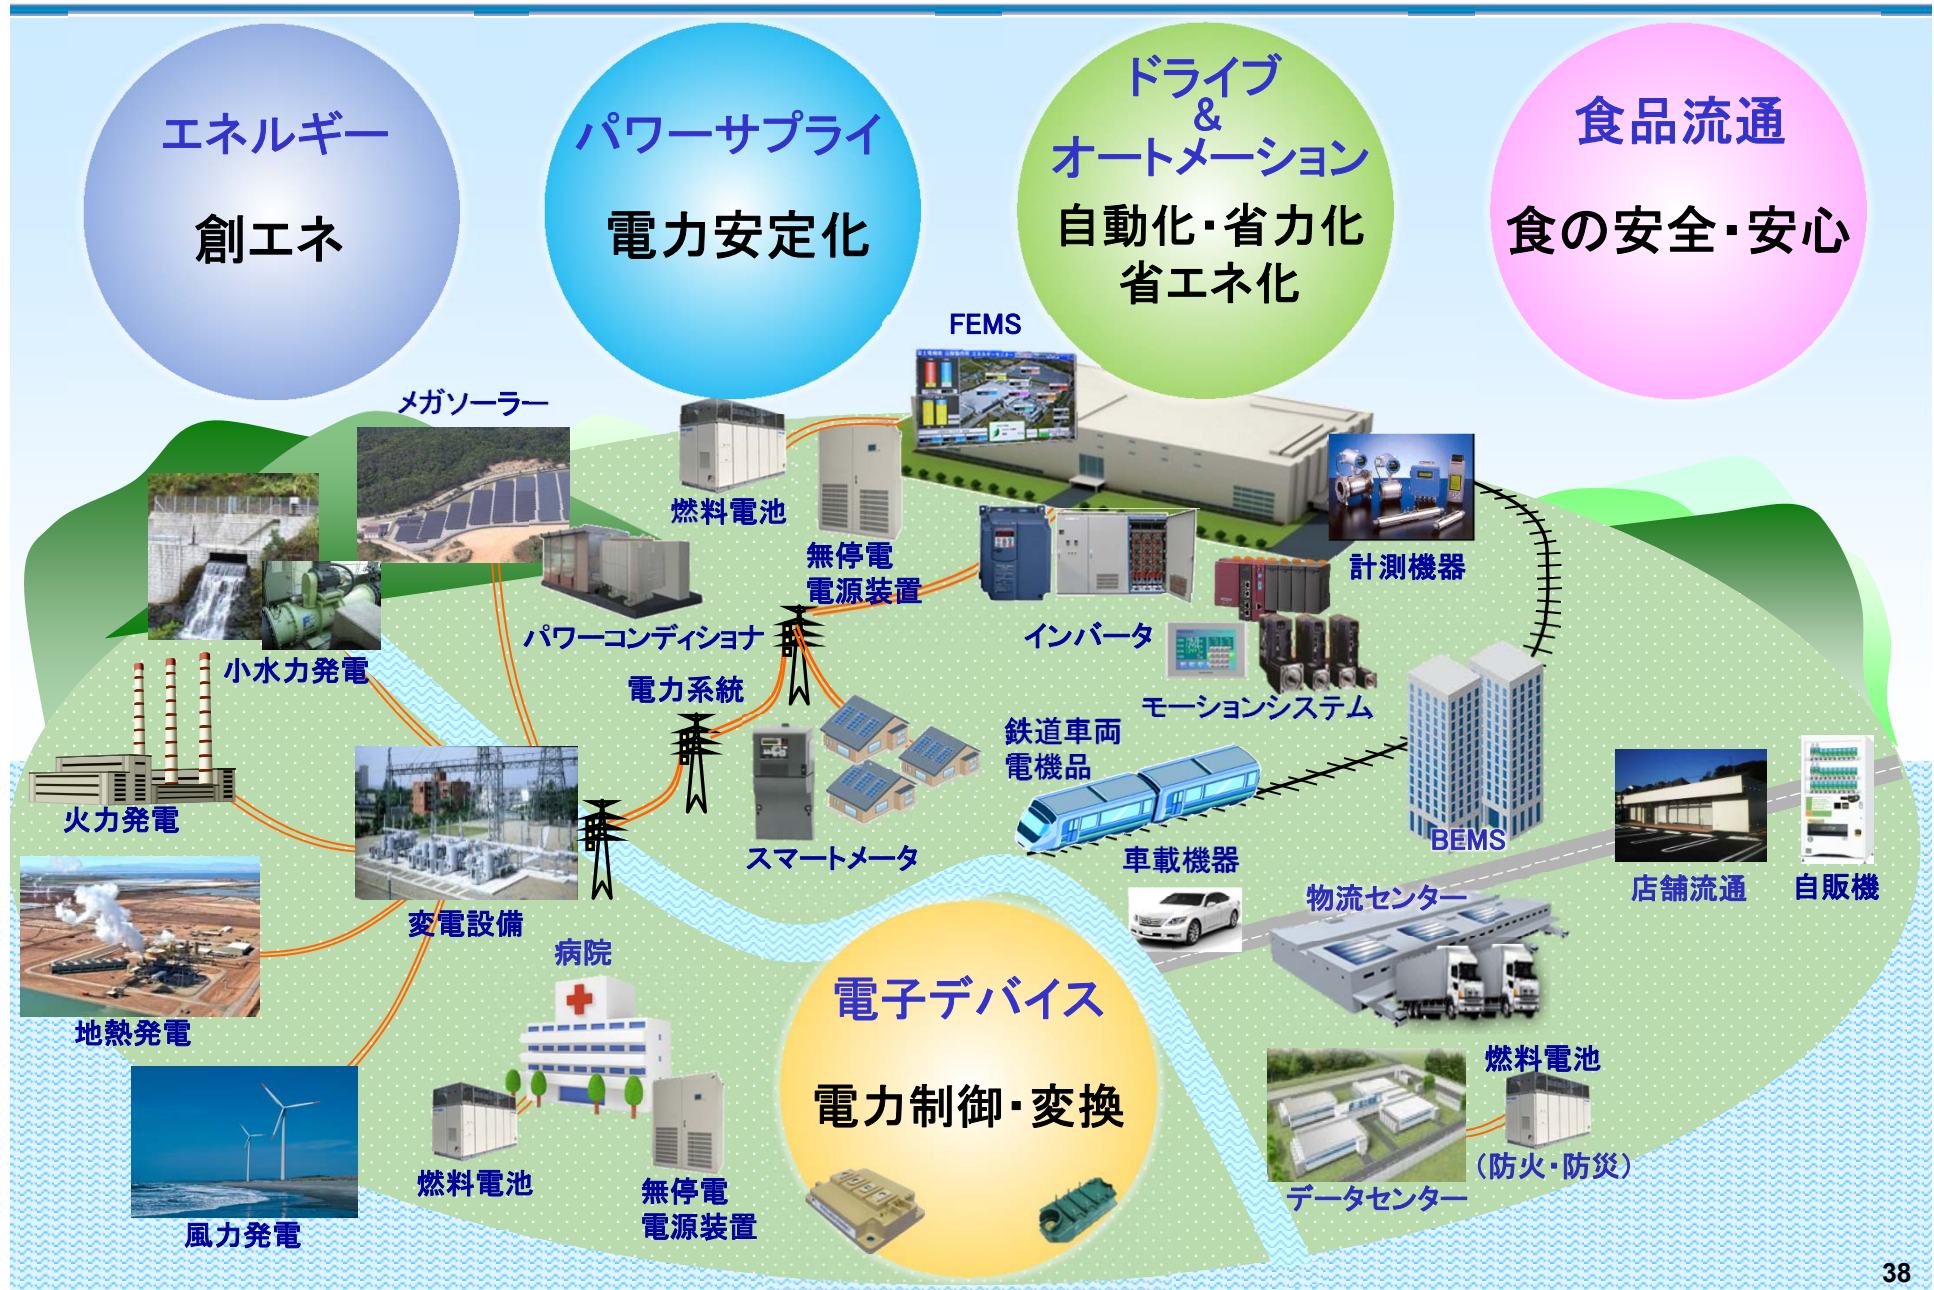 エネルギー
創エネ
パワーサプライ
電力安定化
ドライブ
&
オートメーション
自動化・省力化
省エネ化
食品流通
食の安全・安心
FEMS
メガソーラー
燃料電池
無停電
電源装置
計測機器
パワーコンディショナ
インバータ
小水力発電
電力系統
モーションシステム
鉄道車両
電機品
火力発電
スマートメータ
車載機器
BEMS
物流センター
店舗流通
自販機
変電設備
病院
地熱発電
電子デバイス
電力制御・変換
燃料電池
(防火・防災)
データセンター
燃料電池
無停電
電源装置
風力発電
38